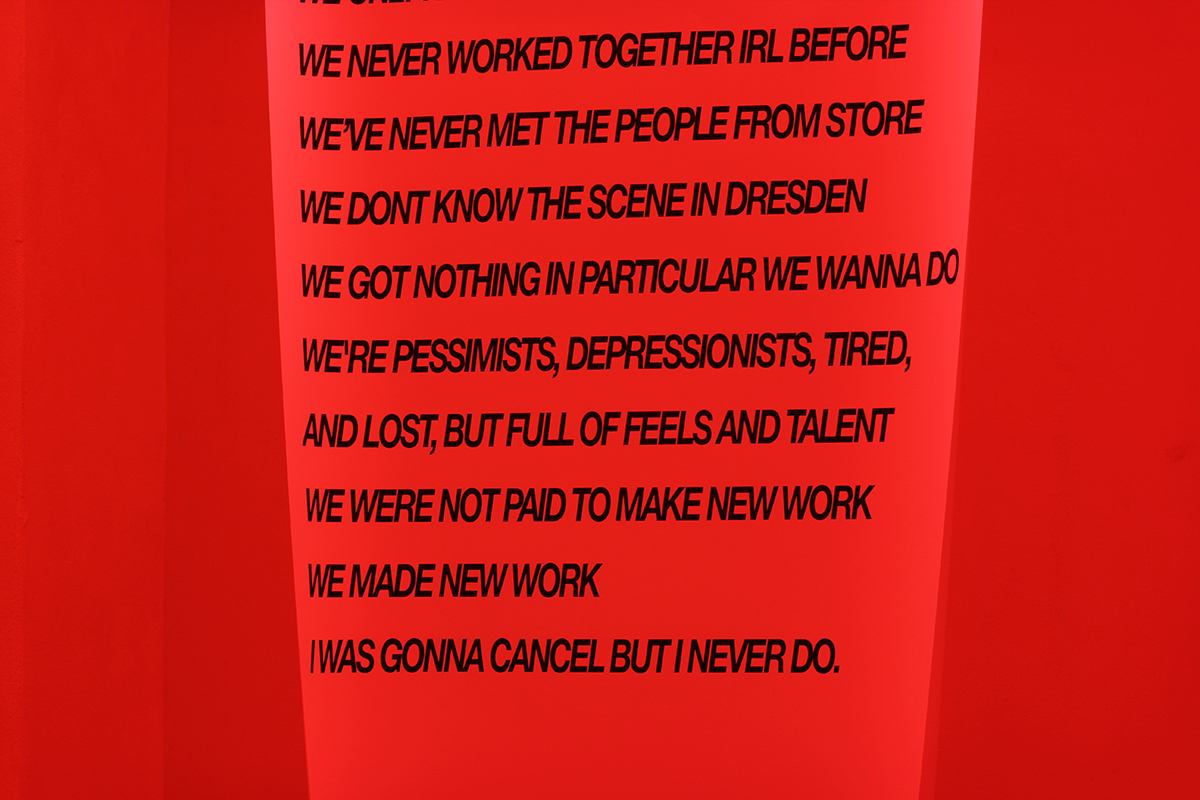 WE NEVER WORKED TOGETHER IRL BEFORE
WE’VE NEVER MET THE PEOPLE FROM STORE
WE DONT KNOW THE SCENE IN DRESDEN
WE GOT NOTHING IN PARTICULAR WE WANNA DO
WE'RE PESSIMISTS, DEPRESSIONISTS, TIRED,
AND LOST, BUT FULL OF FEELS AND TALENT
WE WERE NOT PAID TO MAKE NEW WORK
WE MADE NEW WORK
I WAS GONNA CANCEL BUT I NEVER DO.